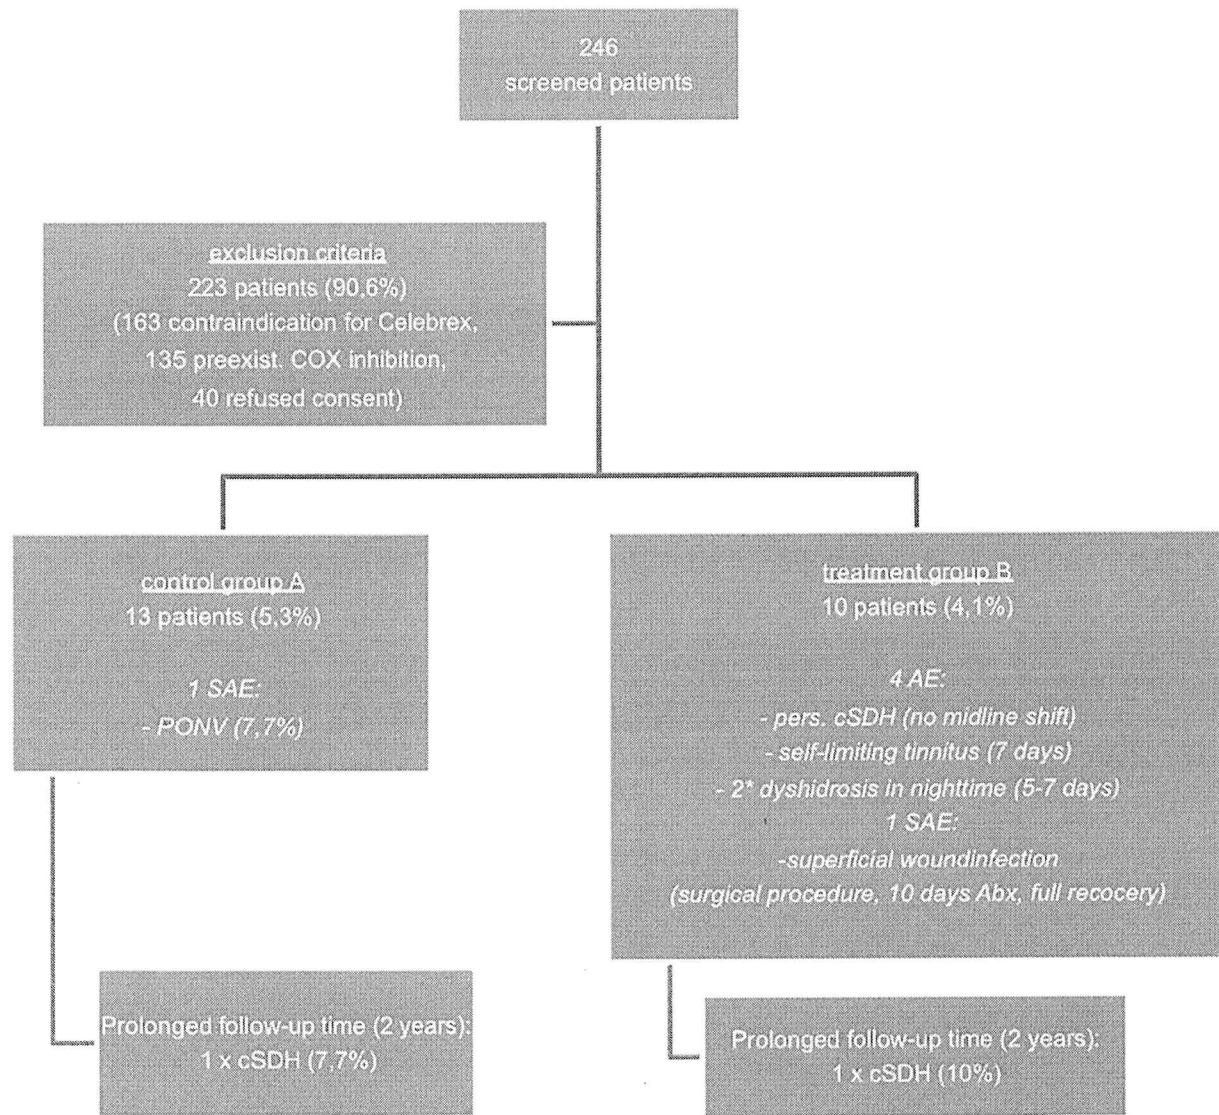 246
screened patients
exclusion criteria
223 patients (90,6%)
(163 contraindication for Celebrex,
135 preexist. COX inhibition,
40 refused consent)
control group A
13 patients (5,3%)
1 SAE:
- PONV (7,7%)
treatment group B
10 patients (4,1%)
4 AE:
- pers. cSDH (no midline shift)
- self-limiting tinnitus (7 days)
- 2* dyshidrosis in nighttime (5-7 days)
1 SAE:
-superficial woundinfection
(surgical procedure, 10 days Abx, full recocery)
Prolonged follow-up time (2 years):
1 x cSDH (7,7%)
Prolonged follow-up time (2 years):
1 x cSDH (10%)